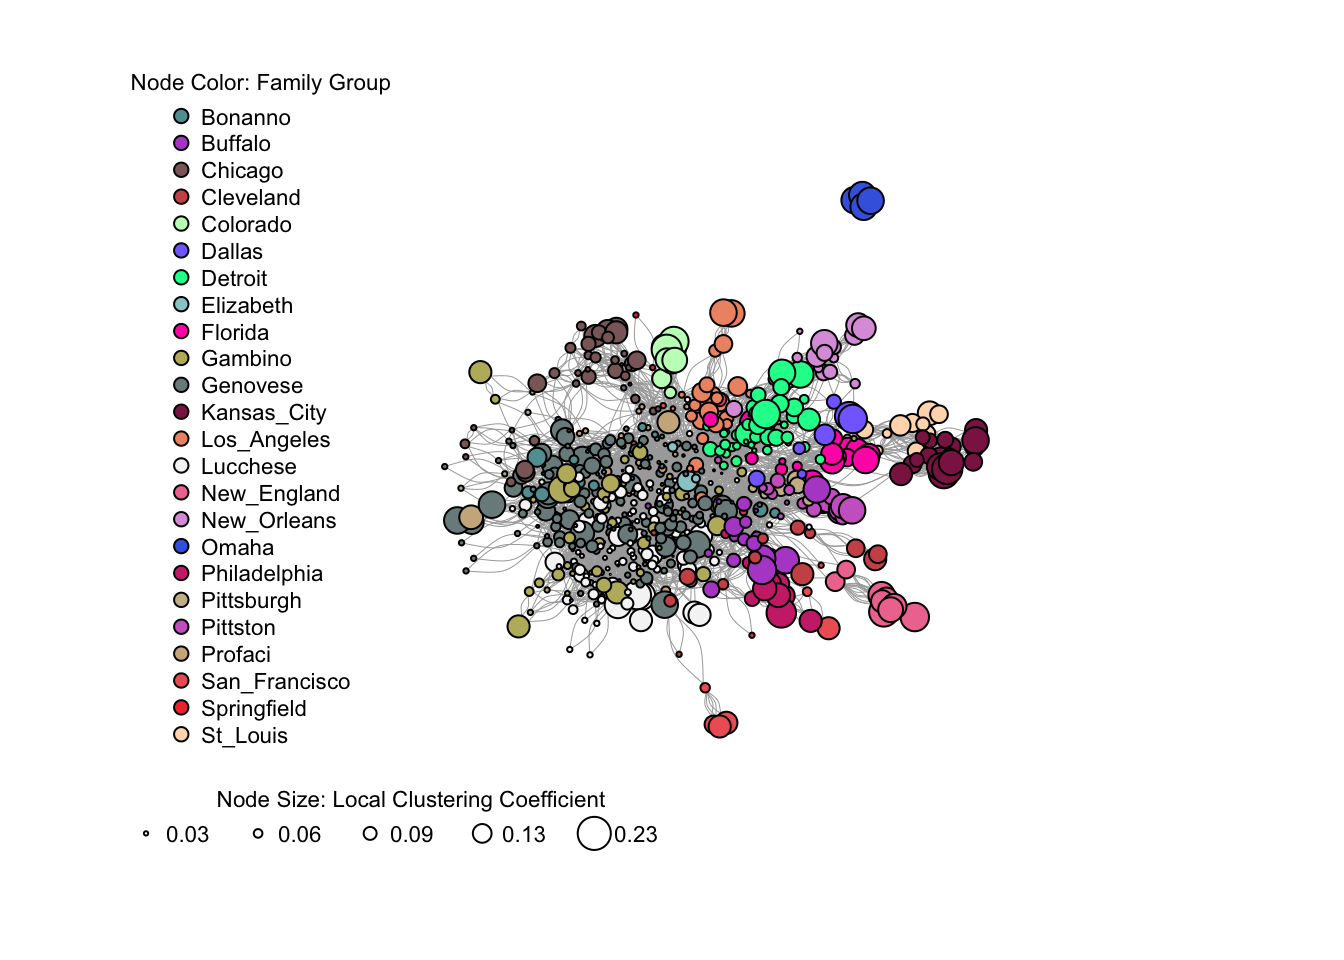 Node Color: Family Group
Bonanno
Buffalo
Chicago
Cleveland
Colorado
Dallas
Detroit
Elizabeth
Florida
Gambino
Genovese
Kansas_City
Los_Angeles
Lucchese
New_England
New_Orleans
Omaha
Philadelphia
Pittsburgh
Pittston
Profaci
San_Francisco
Springfield
St_Louis
Node Size: Local Clustering Coefficient
0.03 0.06 0.09 0.13 0.23